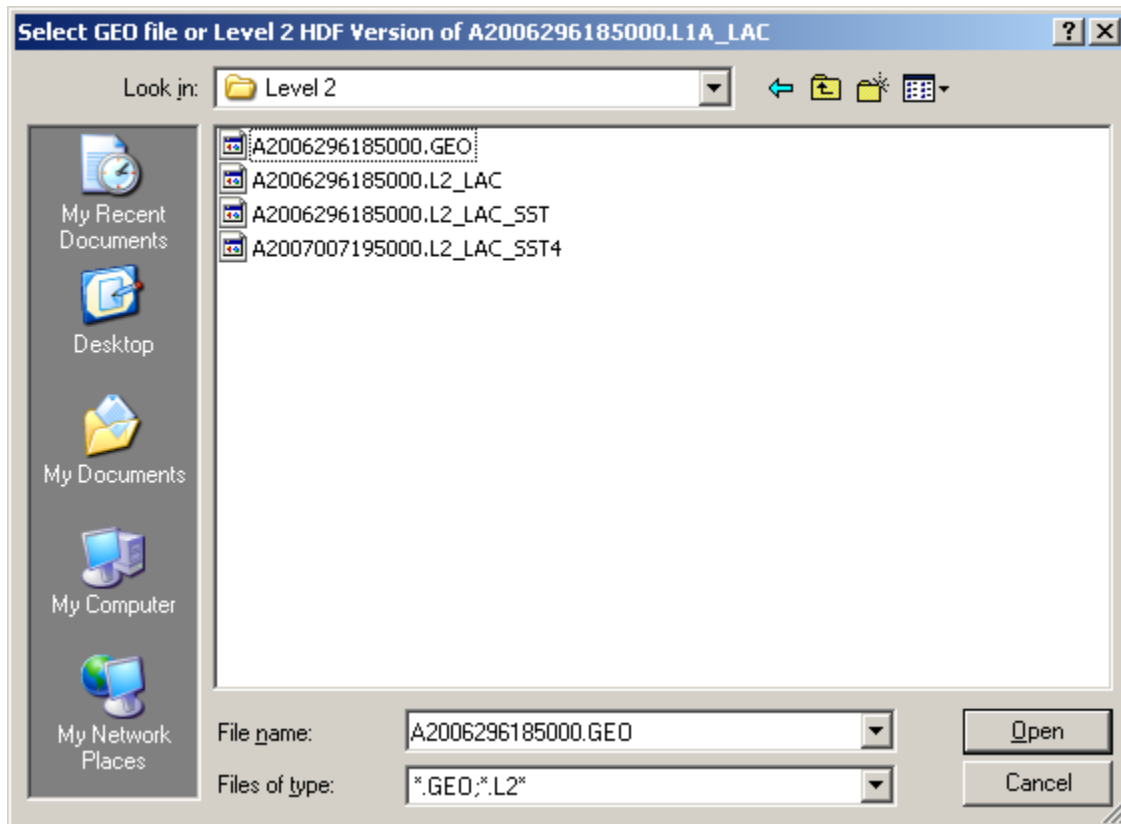 Select GEO file or Level 2 HDF Version of A2006296185000.L1A_LAC
Look in: Level 2
A2006296185000.GEO
A2006296185000.L2_LAC
A2006296185000.L2_LAC_SST
A2007007195000.L2_LAC_SST4
My Recent
Documents
Desktop
My Documents
My Computer
My Network
Places
File name: A2006296185000.GEO
Open
Files of type: *.GEO;*.L2*
Cancel